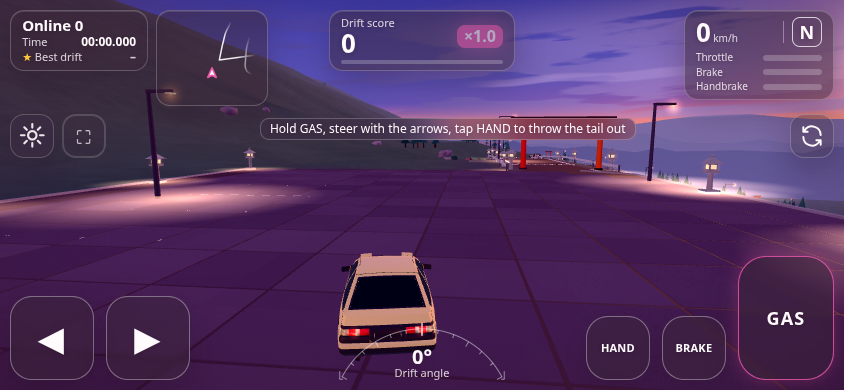 Online 0
Time 00:00.000
★ Best drift –
Drift score
0 ×1.0
0 km/h N
Throttle
Brake
Handbrake
Hold GAS, steer with the arrows, tap HAND to throw the tail out
◀ ▶
HAND BRAKE GAS
0°
Drift angle